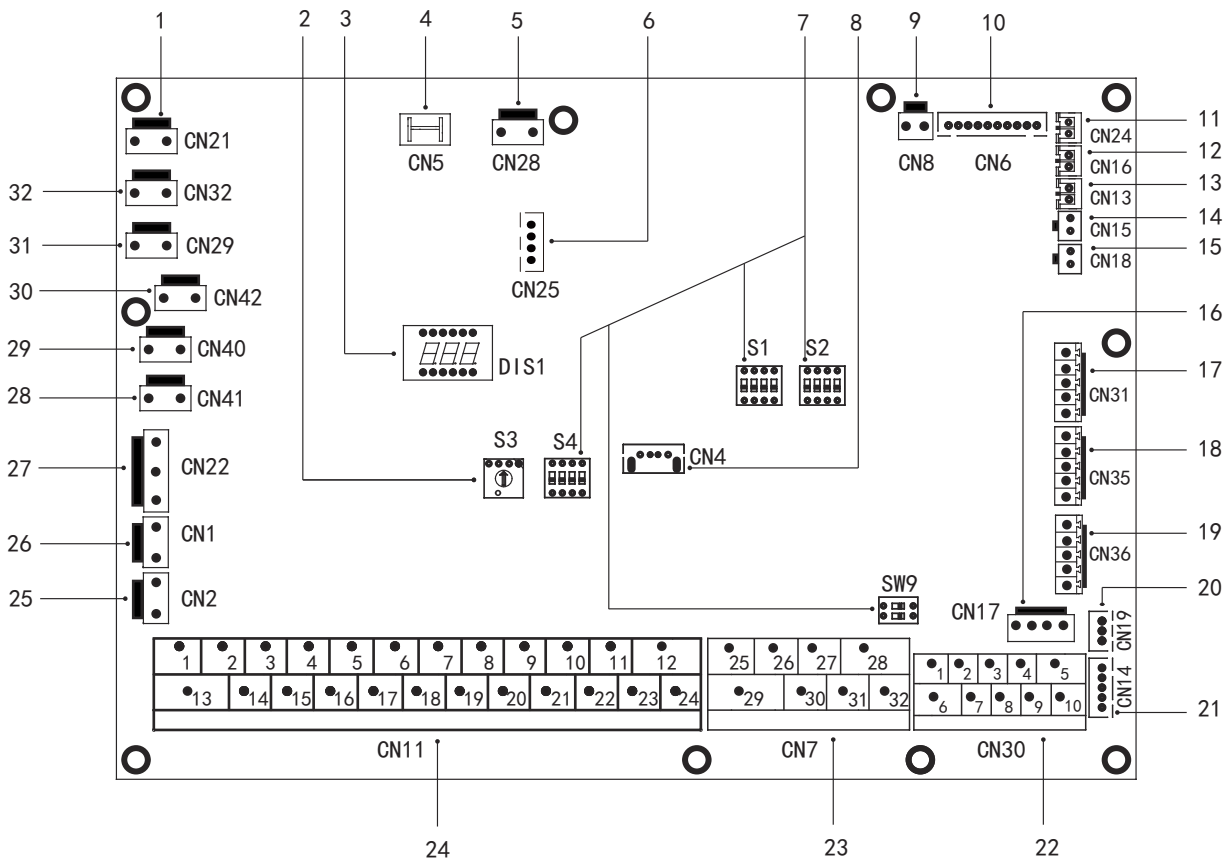 1 2 3 4 5 6 7 8 9 10
CN21
CN5
CN28
CN8
CN6
11
CN24
12
CN16
13
CN13
14
CN15
15
CN18
32
CN32
31
CN29
30
CN42
CN25
29
CN40
DIS1
S1
S2
16
28
CN41
17
CN31
27
CN22
S3
S4
CN4
18
CN35
26
CN1
19
CN36
25
CN2
SW9
CN17
20
CN19
1 2 3 4 5 6 7 8 9 10 11 12
13 14 15 16 17 18 19 20 21 22 23 24
CN11
25 26 27 28
29 30 31 32
CN7
1 2 3 4 5
6 7 8 9 10
CN30
CN14
21
24
23
22